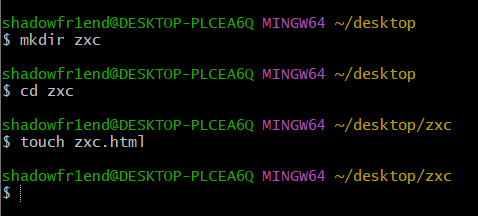 shadowfr1end@DESKTOP-PLCEA6Q MINGW64 ~/desktop
$ mkdir zxc
shadowfr1end@DESKTOP-PLCEA6Q MINGW64 ~/desktop
$ cd zxc
shadowfr1end@DESKTOP-PLCEA6Q MINGW64 ~/desktop/zxc
$ touch zxc.html
shadowfr1end@DESKTOP-PLCEA6Q MINGW64 ~/desktop/zxc
$